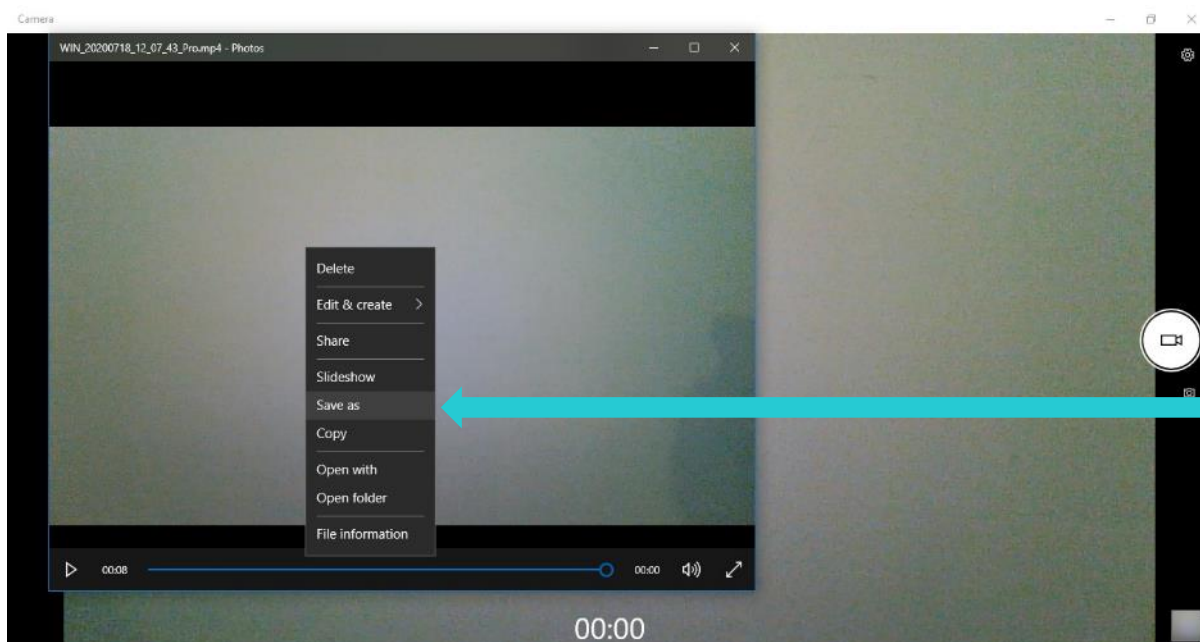 Camera
WIN_20200718_12_07_43_Pro.mp4 - Photos
Delete
Edit & create
Share
Slideshow
Save as
Copy
Open with
Open folder
File information
00:08
00:00
00:00